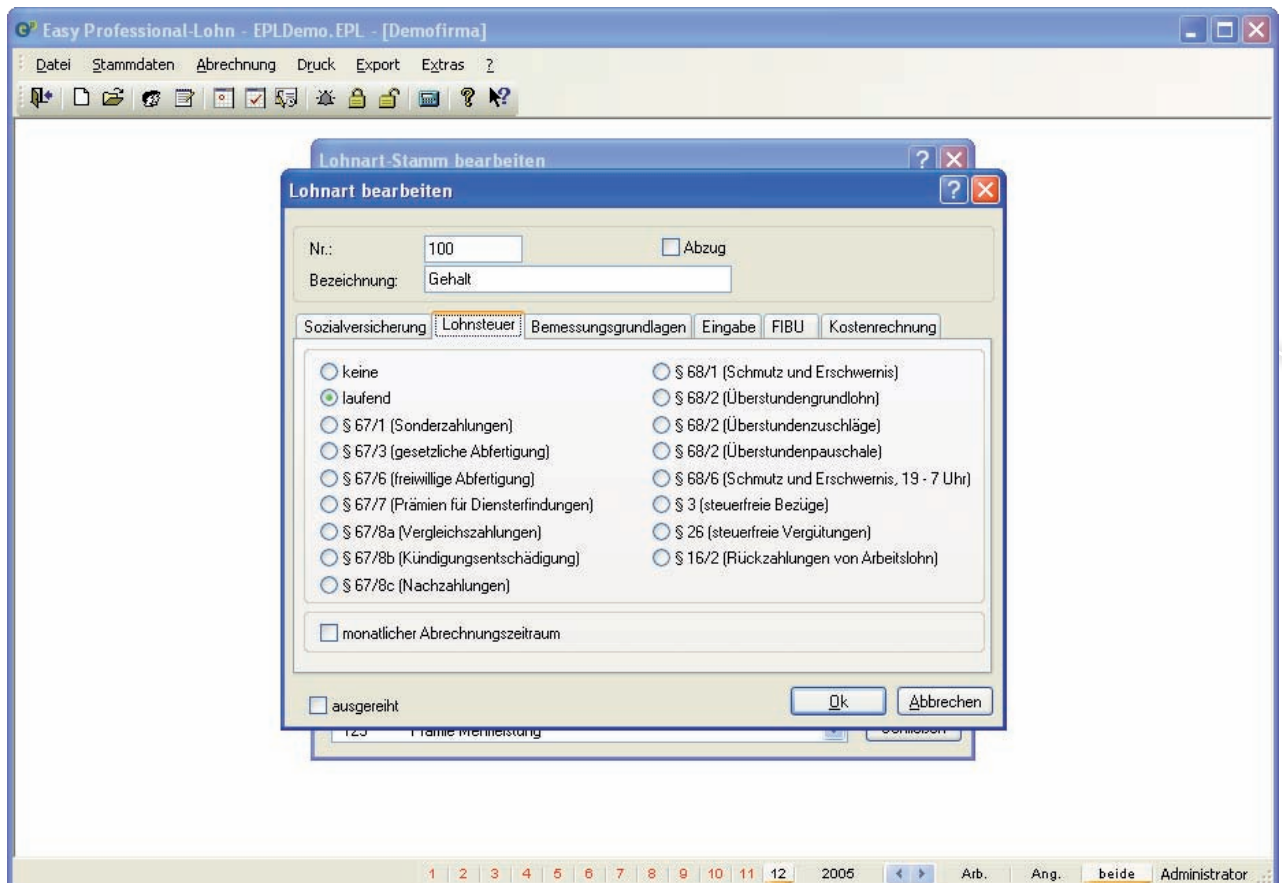 Easy Professional-Lohn - EPLDemo.EPL - [Demofirma]
Datei Stammdaten Abrechnung Druck Export Extras ?
Lohnart-Stamm bearbeiten
Lohnart bearbeiten
Nr.: 100 Abzug
Bezeichnung: Gehalt
Sozialversicherung Lohnsteuer Bemessungsgrundlagen Eingabe FIBU Kostenrechnung
keine
laufend
§ 67/1 (Sonderzahlungen)
§ 67/3 (gesetzliche Abfertigung)
§ 67/6 (freiwillige Abfertigung)
§ 67/7 (Prämien für Diensterfindungen)
§ 67/8a (Vergleichszahlungen)
§ 67/8b (Kündigungsentschädigung)
§ 67/8c (Nachzahlungen)
§ 68/1 (Schmutz und Erschwernis)
§ 68/2 (Überstundengrundlohn)
§ 68/2 (Überstundenzuschläge)
§ 68/2 (Überstundenpauschale)
§ 68/6 (Schmutz und Erschwernis, 19 - 7 Uhr)
§ 3 (steuerfreie Bezüge)
§ 26 (steuerfreie Vergütungen)
§ 16/2 (Rückzahlungen von Arbeitslohn)
monatlicher Abrechnungszeitraum
ausgereiht
Ok Abbrechen
Prämie Mehrleistung Schließen
1 2 3 4 5 6 7 8 9 10 11 12 2005 Arb. Ang. beide Administrator